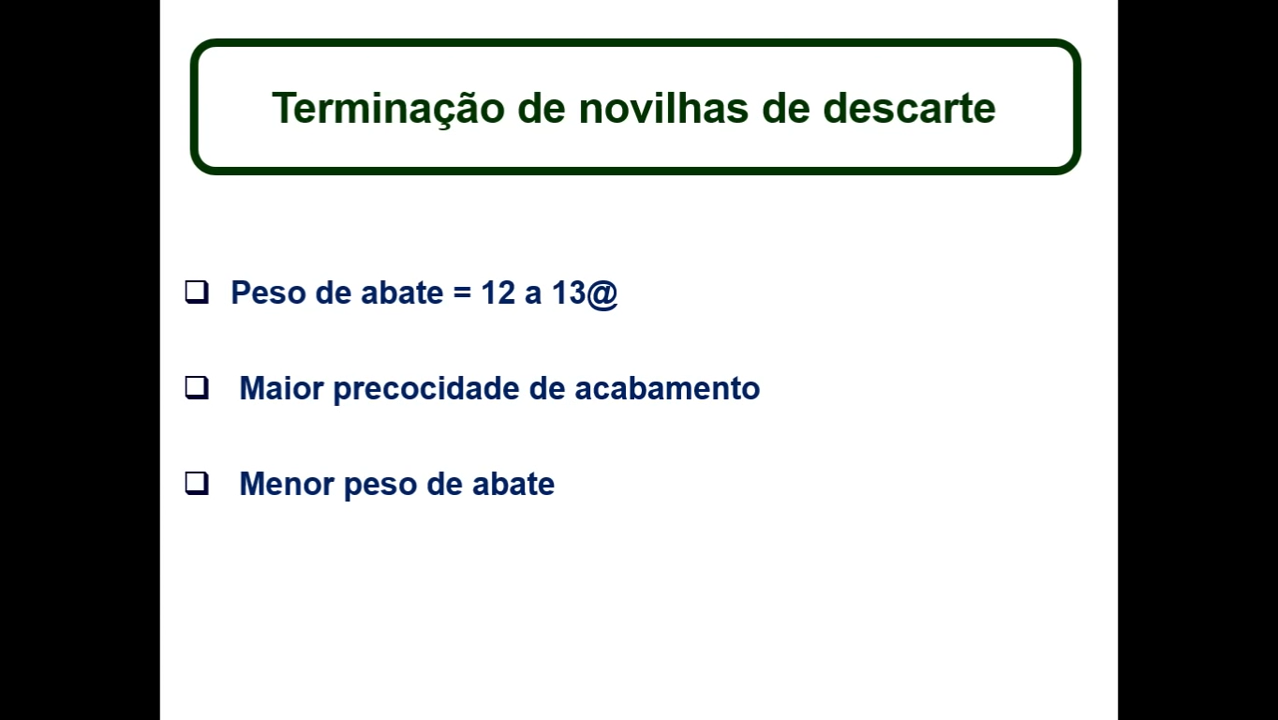 Terminação de novilhas de descarte
Peso de abate = 12 a 13@
Maior precocidade de acabamento
Menor peso de abate